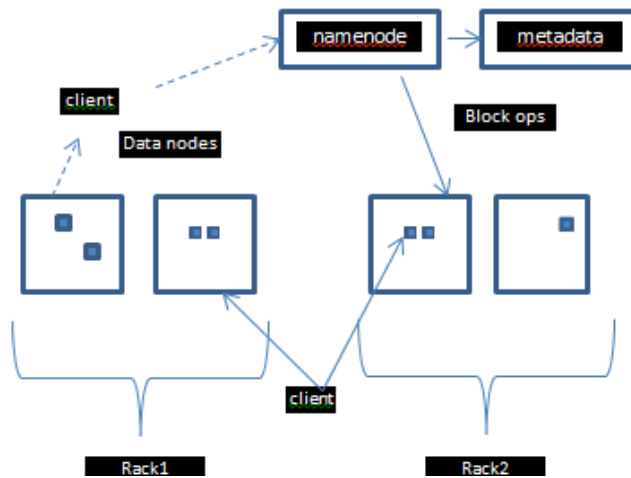 namenode
metadata
client
Block ops
Data nodes
client
Rack1
Rack2